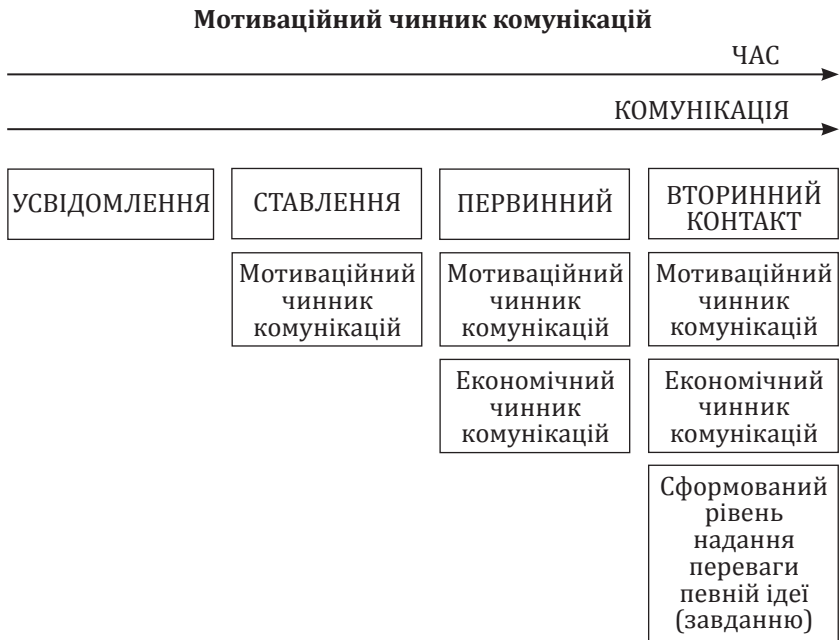 Мотиваційний чинник комунікацій
ЧАС
КОМУНІКАЦІЯ
УСВІДОМЛЕННЯ
СТАВЛЕННЯ
ПЕРВИННИЙ
ВТОРИННИЙ
КОНТАКТ
Мотиваційний
чинник
комунікацій
Мотиваційний
чинник
комунікацій
Мотиваційний
чинник
комунікацій
Економічний
чинник
комунікацій
Економічний
чинник
комунікацій
Сформований
рівень
надання
переваги
певній ідеї
(завданню)